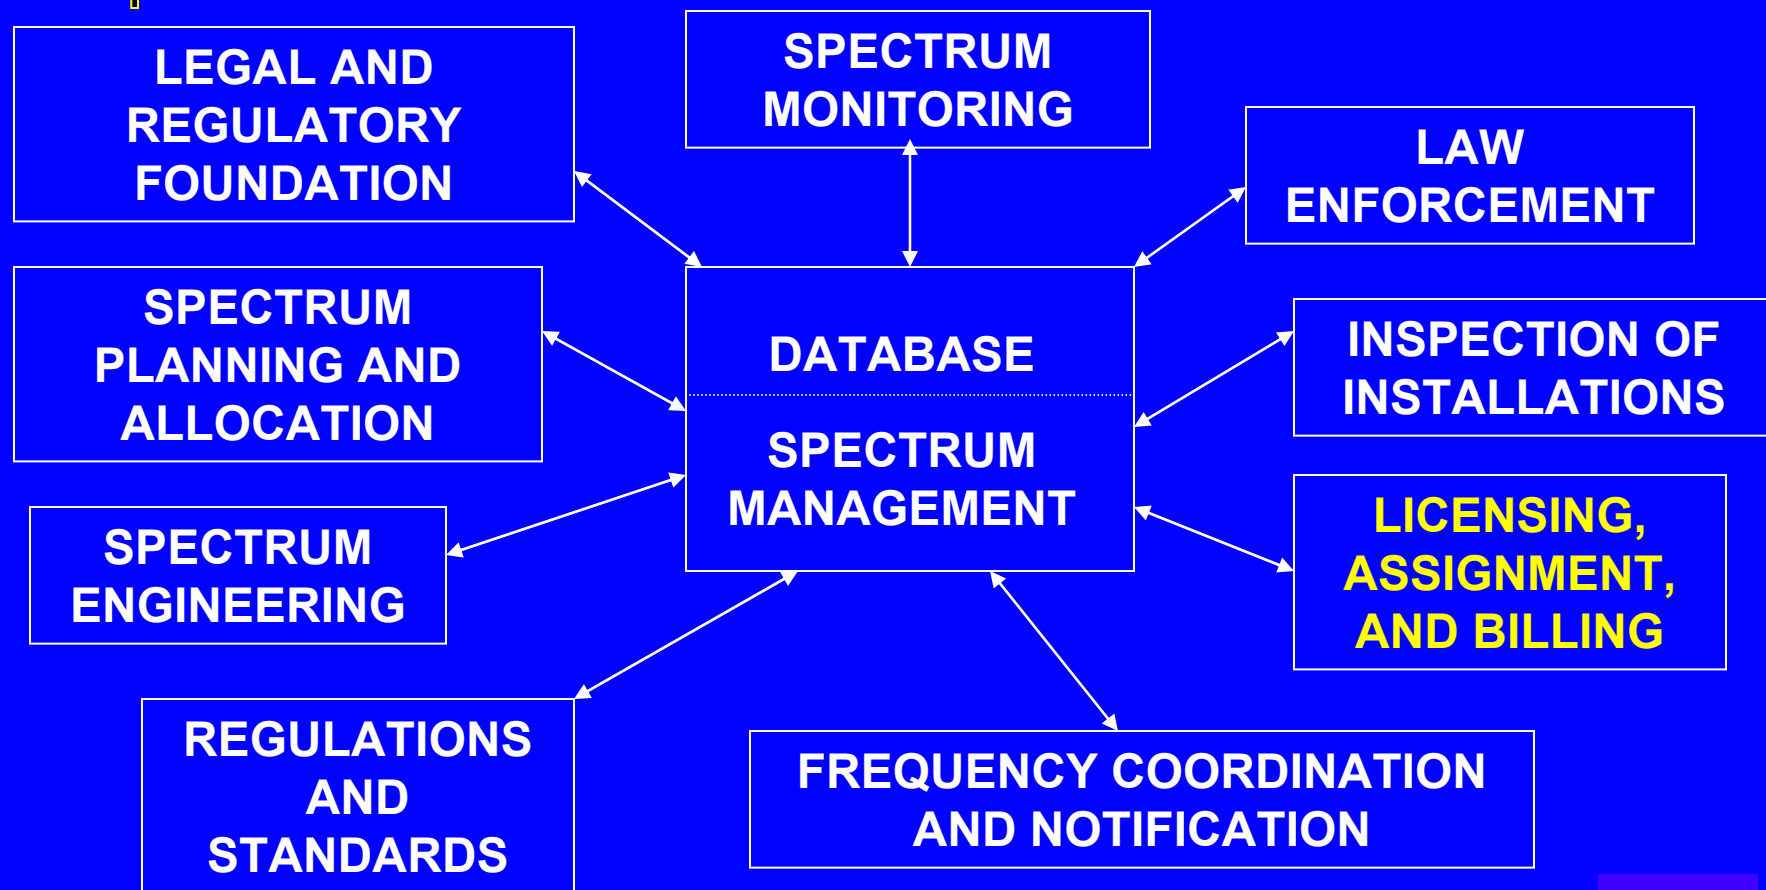 LEGAL AND
REGULATORY
FOUNDATION
SPECTRUM
MONITORING
LAW
ENFORCEMENT
SPECTRUM
PLANNING AND
ALLOCATION
DATABASE
SPECTRUM
MANAGEMENT
INSPECTION OF
INSTALLATIONS
SPECTRUM
ENGINEERING
LICENSING,
ASSIGNMENT,
AND BILLING
REGULATIONS
AND
STANDARDS
FREQUENCY COORDINATION
AND NOTIFICATION